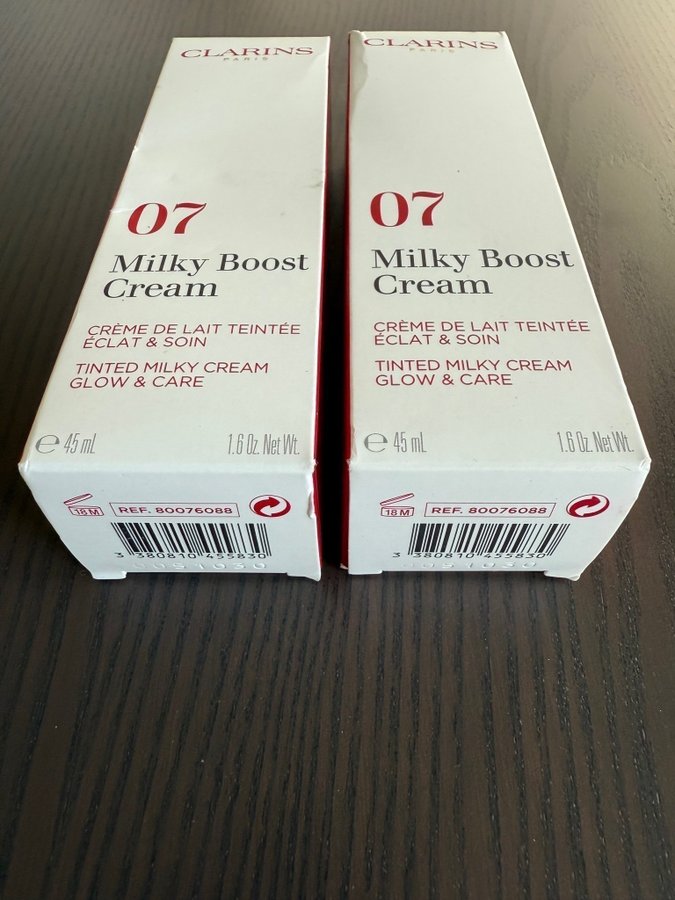 CLARINS
PARIS
07
Milky Boost
Cream
CRÈME DE LAIT TEINTÉE
ÉCLAT & SOIN
TINTED MILKY CREAM
GLOW & CARE
℮ 45 mL 1.6 Oz. Net Wt.
18 M REF. 80076088
3 380810 455830
CLARINS
PARIS
07
Milky Boost
Cream
CRÈME DE LAIT TEINTÉE
ÉCLAT & SOIN
TINTED MILKY CREAM
GLOW & CARE
℮ 45 mL 1.6 Oz. Net Wt.
18 M REF. 80076088
3 380810 455830